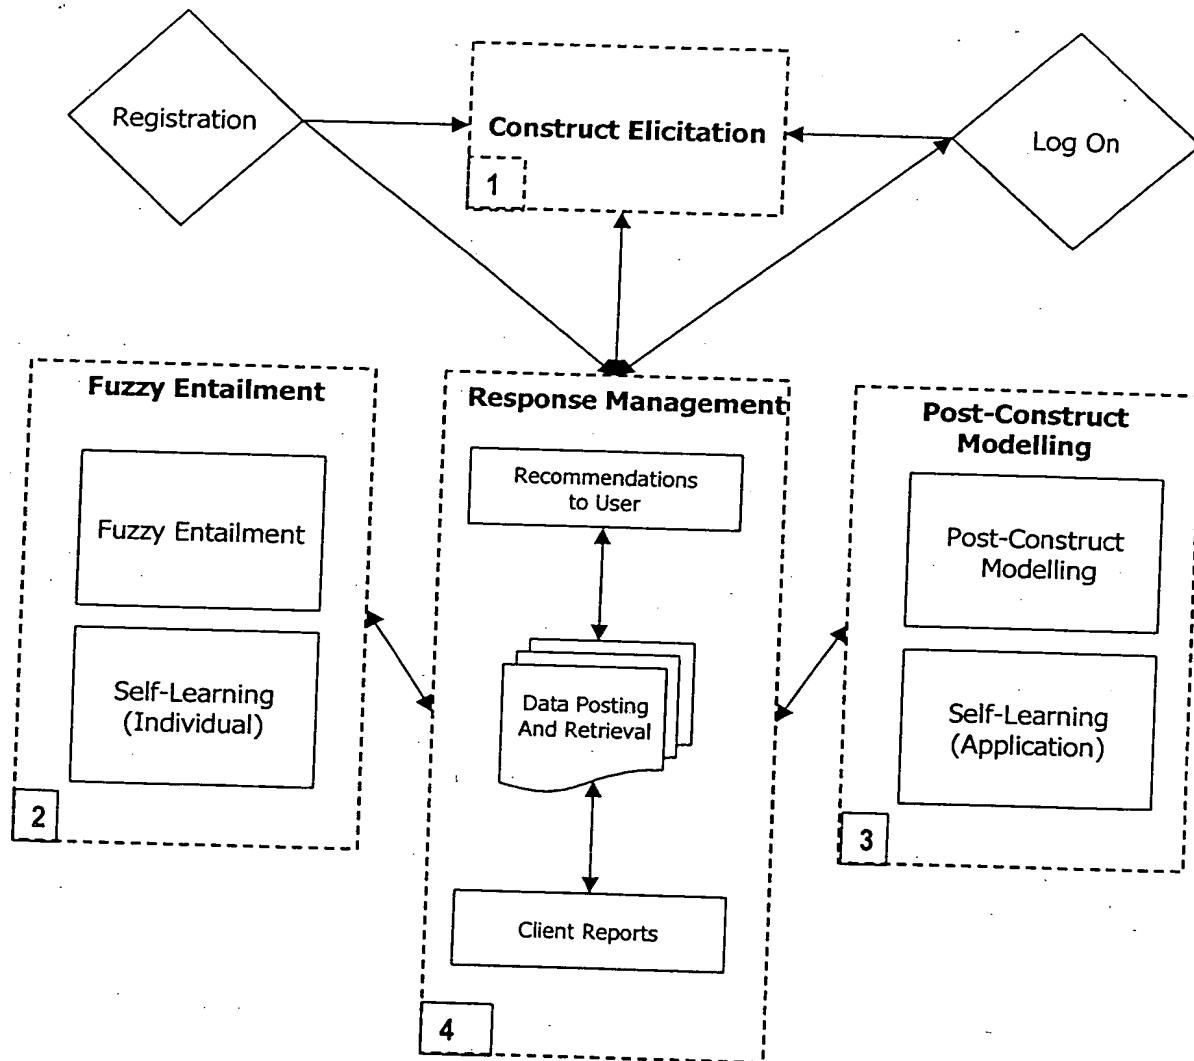 Registration
Construct Elicitation
1
Log On
Fuzzy Entailment
Fuzzy Entailment
Self-Learning
(Individual)
2
Response Management
Recommendations
to User
Data Posting
And Retrieval
Client Reports
4
Post-Construct
Modelling
Post-Construct
Modelling
Self-Learning
(Application)
3